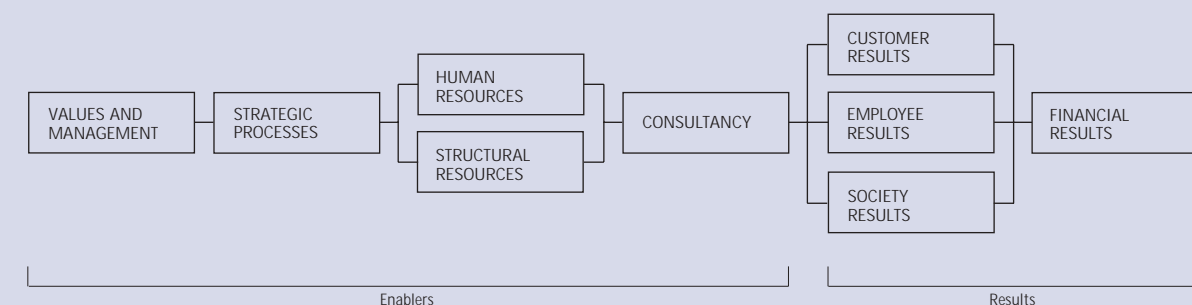 VALUES AND
MANAGEMENT
STRATEGIC
PROCESSES
HUMAN
RESOURCES
STRUCTURAL
RESOURCES
CONSULTANCY
CUSTOMER
RESULTS
EMPLOYEE
RESULTS
SOCIETY
RESULTS
FINANCIAL
RESULTS
Enablers
Results